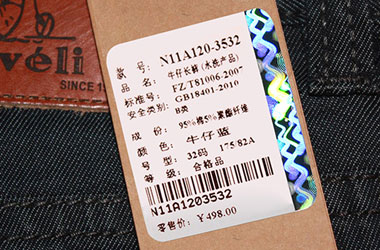 véli
SINCE 1
款 号: N11A120-3532
品 名: 牛仔长裤(水洗产品)
标准号: FZ/T81006-2007
安全类别: GB18401-2010
B类
成 份: 95%棉5%聚酯纤维
颜 色: 牛仔蓝
号 型: 32码 175/82A
等 级: 合格品
N11A1203532
零售价: ¥498.00